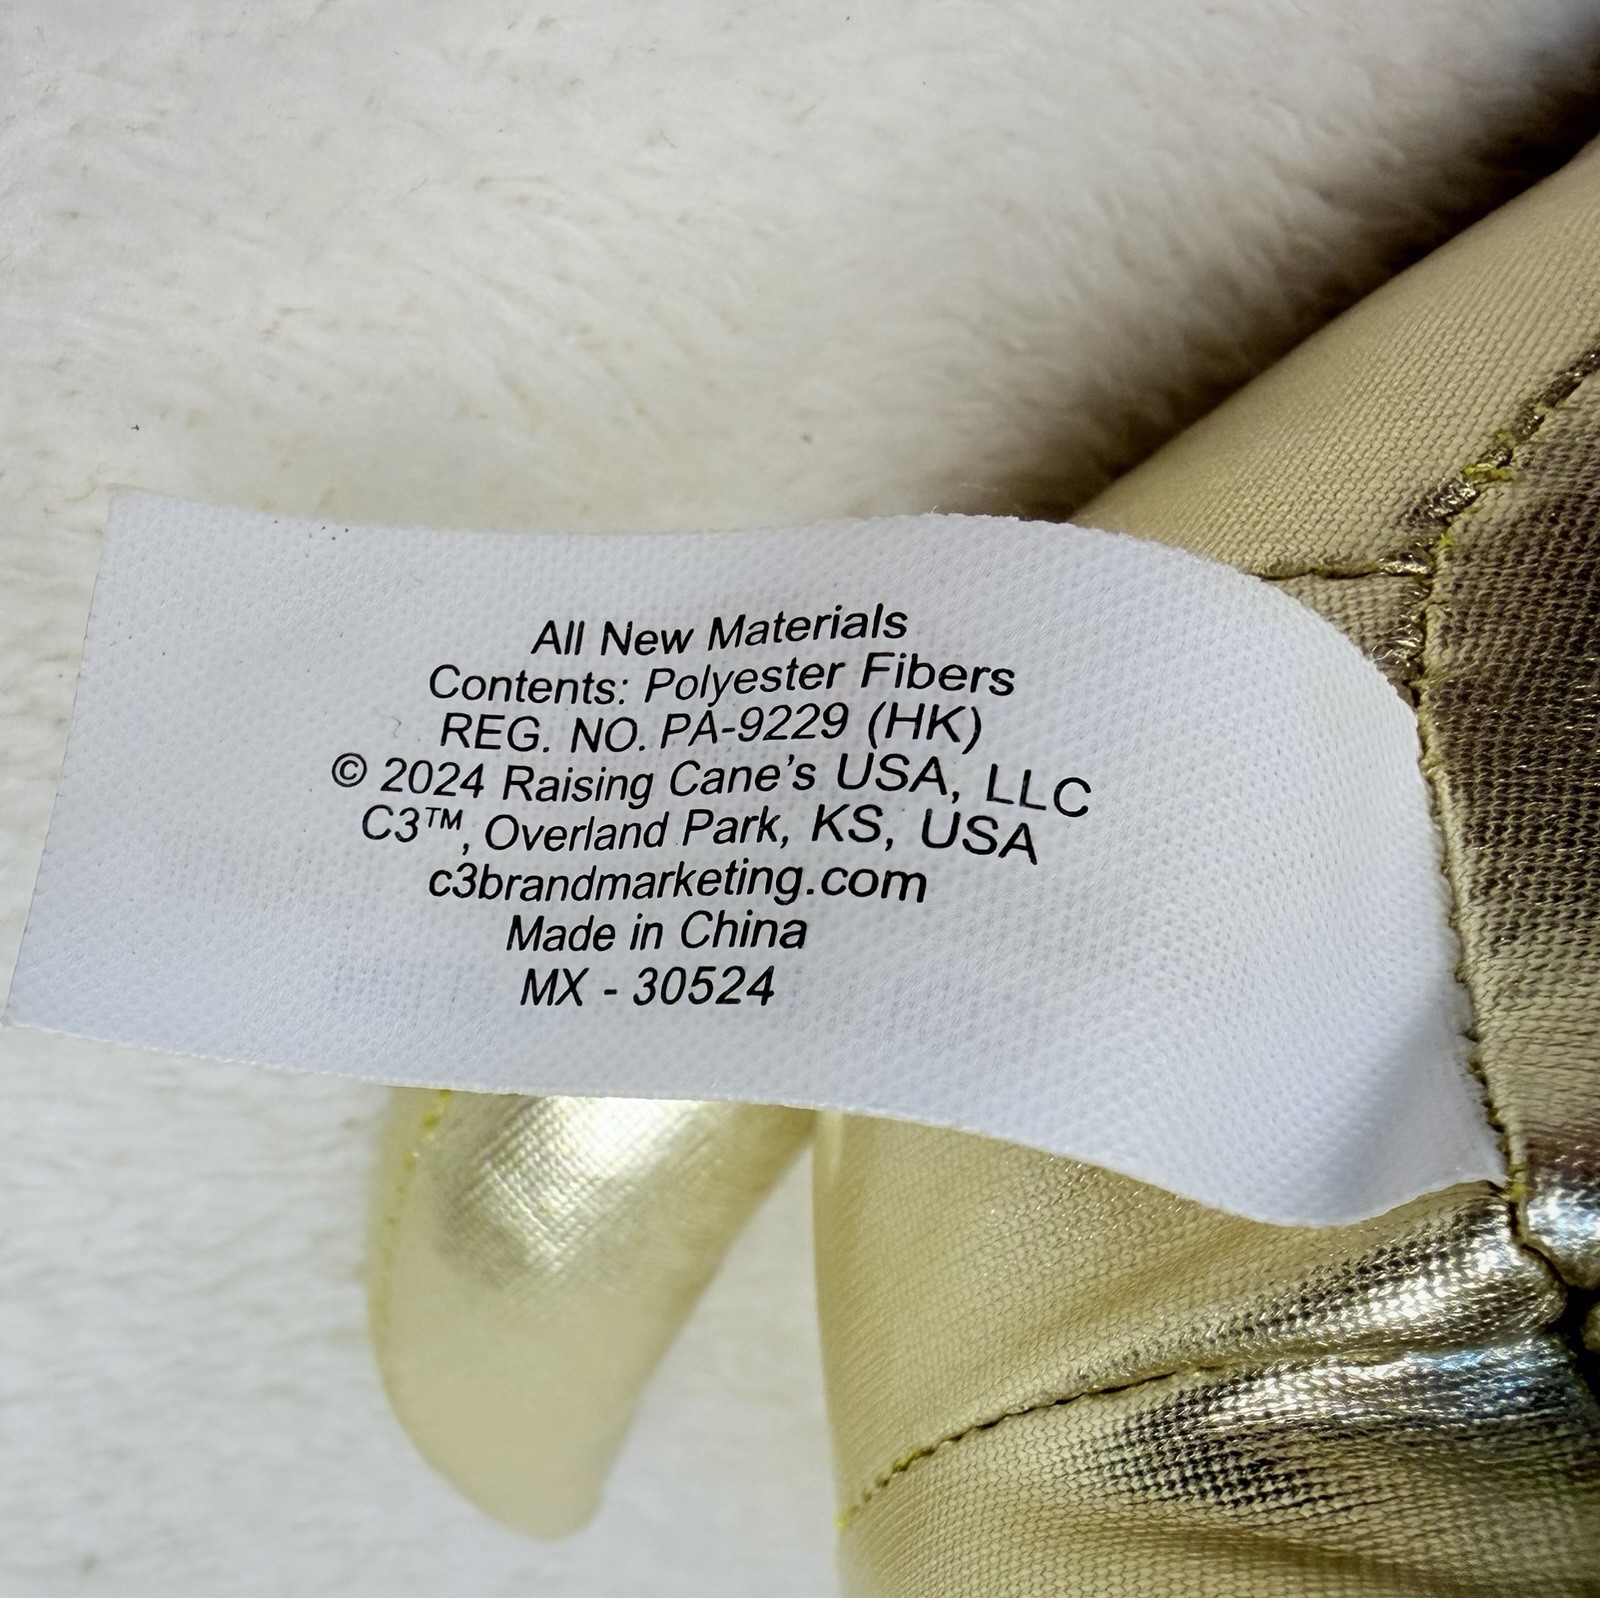 All New Materials
Contents: Polyester Fibers
REG. NO. PA-9229 (HK)
© 2024 Raising Cane's USA, LLC
C3™, Overland Park, KS, USA
c3brandmarketing.com
Made in China
MX - 30524